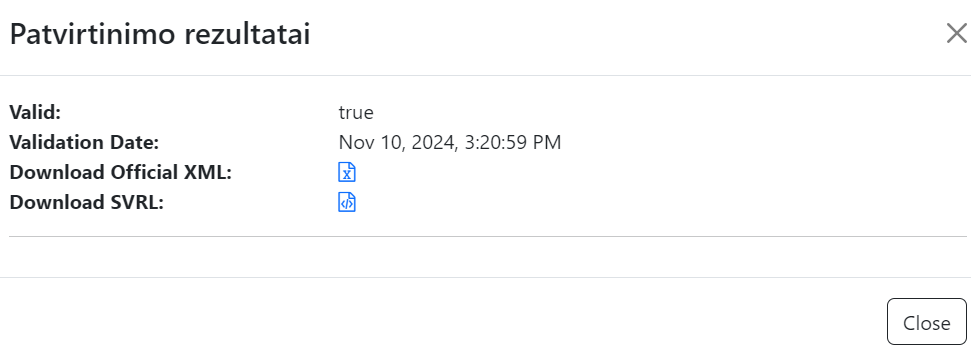 Patvirtinimo rezultatai
Valid: true
Validation Date: Nov 10, 2024, 3:20:59 PM
Download Official XML:
Download SVRL:
Close